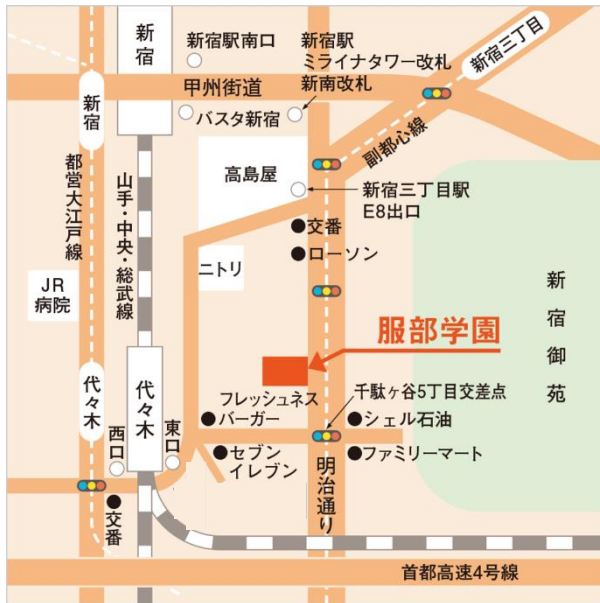 新宿
新宿駅南口
新宿駅
ミライナタワー改札
新南改札
新宿三丁目
甲州街道
新宿
バスタ新宿
副都心線
高島屋
新宿三丁目駅
E8出口
都営大江戸線
山手・中央・総武線
交番
ローソン
ニトリ
JR
病院
新宿御苑
服部学園
代々木
代々木
フレッシュネス
バーガー
千駄ヶ谷5丁目交差点
シェル石油
西口
東口
セブン
イレブン
ファミリーマート
明治通り
交番
首都高速4号線